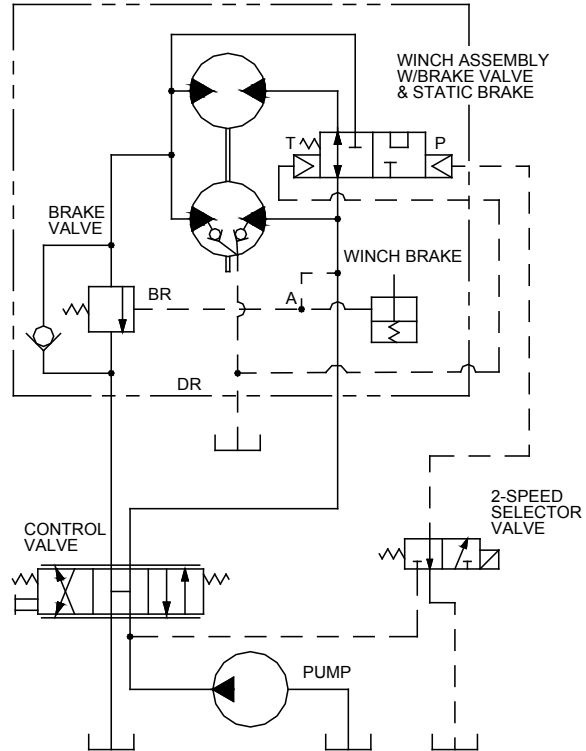 WINCH ASSEMBLY
W/BRAKE VALVE
& STATIC BRAKE
T
P
BRAKE
VALVE
WINCH BRAKE
BR
A
DR
2-SPEED
SELECTOR
VALVE
CONTROL
VALVE
PUMP